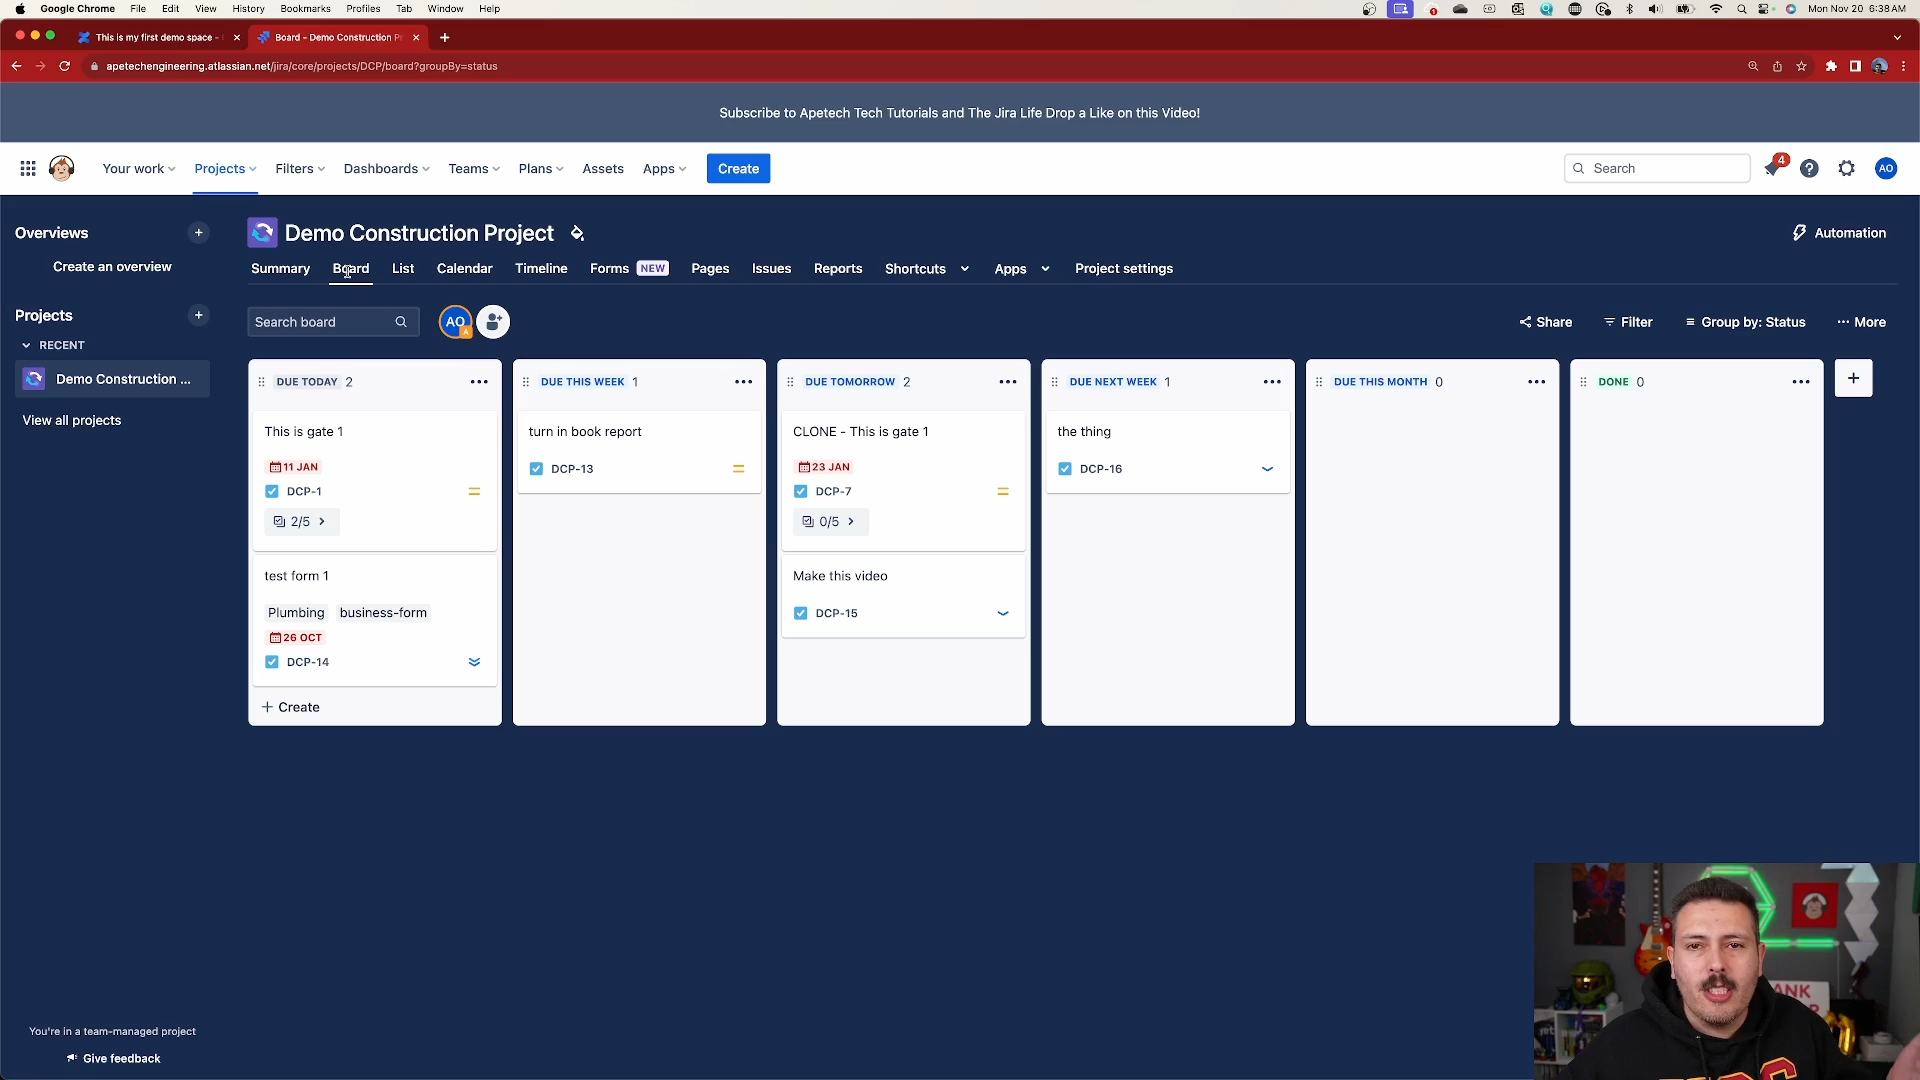 Google Chrome File Edit View History Bookmarks Profiles Tab Window Help
Mon Nov 20 6:38 AM
This is my first demo space -
Board - Demo Construction P
apetechengineering.atlassian.net/jira/core/projects/DCP/board?groupBy=status
Subscribe to Apetech Tech Tutorials and The Jira Life Drop a Like on this Video!
Your work Projects Filters Dashboards Teams Plans Assets Apps Create
Search
4
AO
Overviews
Create an overview
Projects
RECENT
Demo Construction ...
View all projects
Demo Construction Project
Automation
Summary Board List Calendar Timeline Forms NEW Pages Issues Reports Shortcuts Apps Project settings
Search board
AO
A
Share Filter Group by: Status More
DUE TODAY 2
This is gate 1
11 JAN
DCP-1
2/5
test form 1
Plumbing business-form
26 OCT
DCP-14
Create
DUE THIS WEEK 1
turn in book report
DCP-13
DUE TOMORROW 2
CLONE - This is gate 1
23 JAN
DCP-7
0/5
Make this video
DCP-15
DUE NEXT WEEK 1
the thing
DCP-16
DUE THIS MONTH 0
DONE 0
You're in a team-managed project
Give feedback